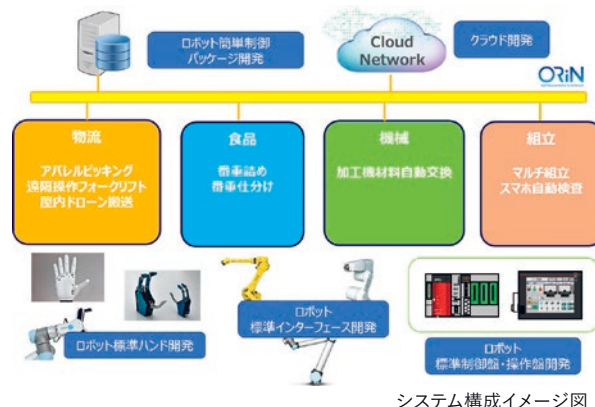 ロボット簡単制御
パッケージ開発
Cloud
Network
クラウド開発
ORiN
物流
アパレルピッキング
遠隔操作フォークリフト
屋内ドローン搬送
食品
番重詰め
番重仕分け
機械
加工機材料自動交換
組立
マルチ組立
スマホ自動検査
ロボット標準ハンド開発
ロボット
標準インターフェース開発
ロボット
標準制御盤・操作盤開発
システム構成イメージ図